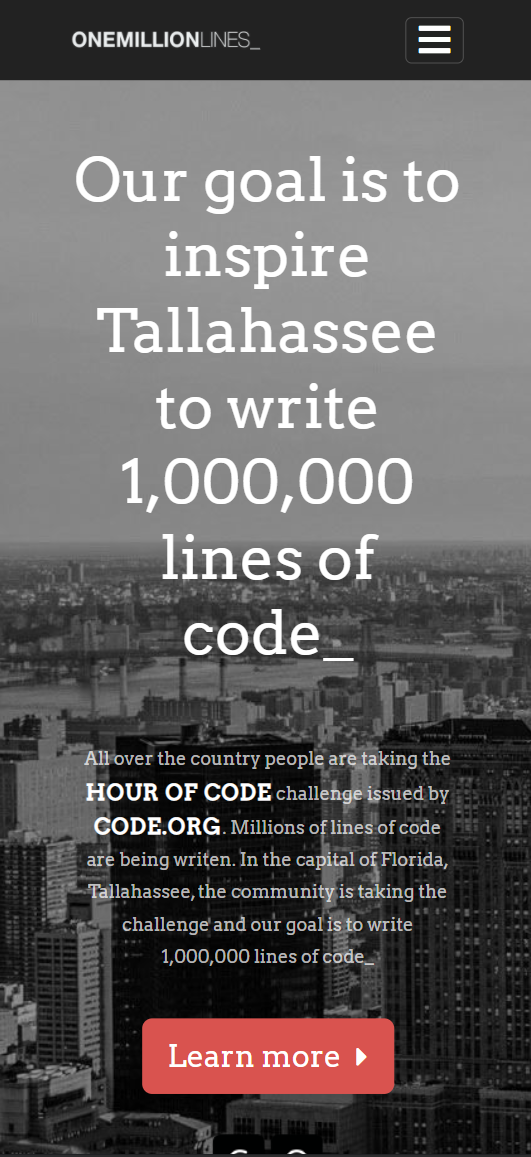 ONEMILLIONLINES_
Our goal is to
inspire
Tallahassee
to write
1,000,000
lines of
code_
All over the country people are taking the
HOUR OF CODE challenge issued by
CODE.ORG. Millions of lines of code
are being writen. In the capital of Florida,
Tallahassee, the community is taking the
challenge and our goal is to write
1,000,000 lines of code_
Learn more